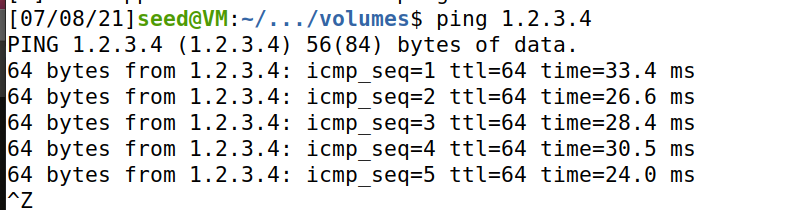 [07/08/21]seed@VM:~/.../volumes$ ping 1.2.3.4
PING 1.2.3.4 (1.2.3.4) 56(84) bytes of data.
64 bytes from 1.2.3.4: icmp_seq=1 ttl=64 time=33.4 ms
64 bytes from 1.2.3.4: icmp_seq=2 ttl=64 time=26.6 ms
64 bytes from 1.2.3.4: icmp_seq=3 ttl=64 time=28.4 ms
64 bytes from 1.2.3.4: icmp_seq=4 ttl=64 time=30.5 ms
64 bytes from 1.2.3.4: icmp_seq=5 ttl=64 time=24.0 ms
^Z